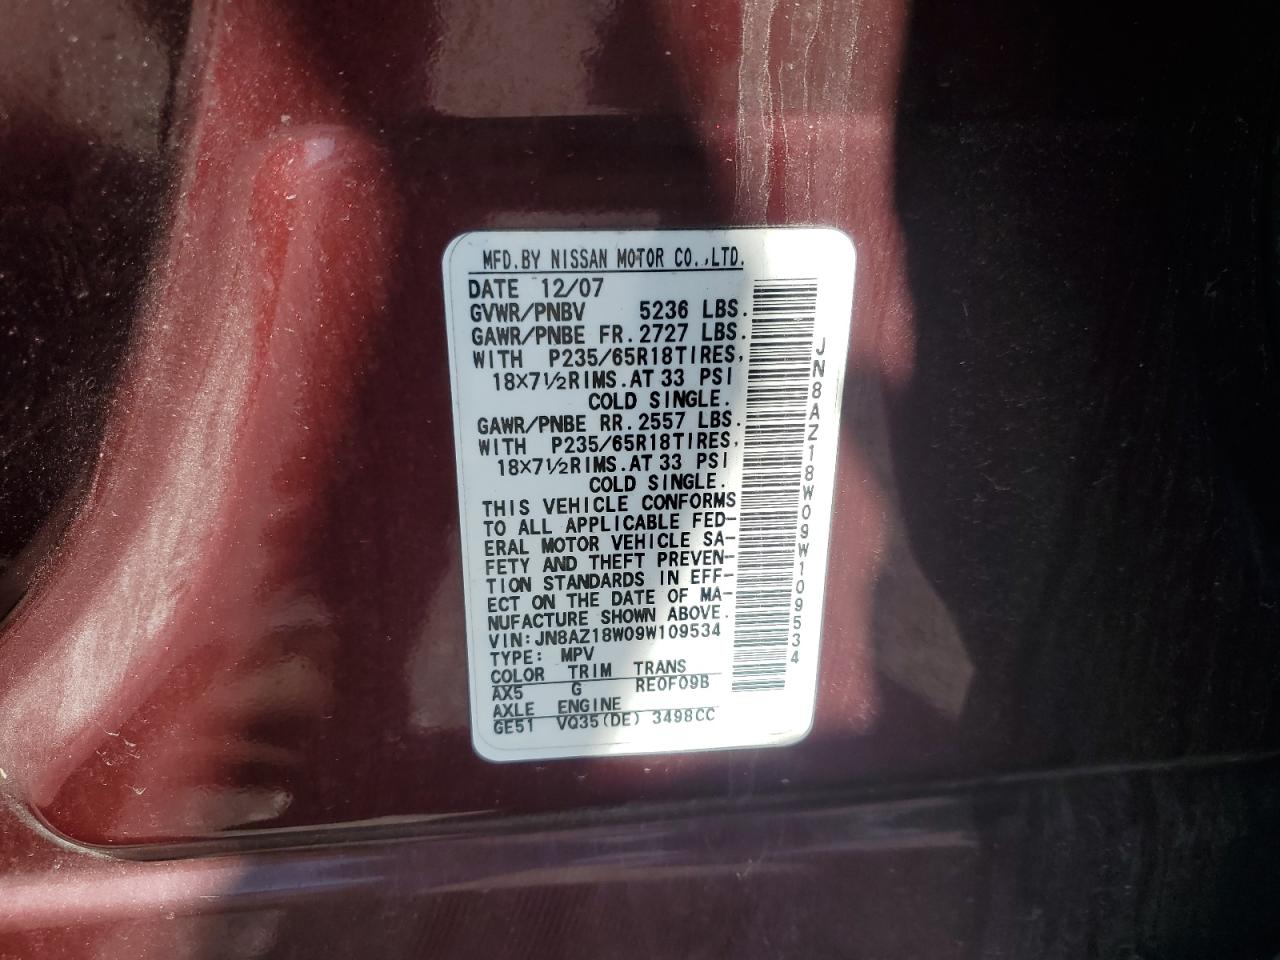 MFD.BY NISSAN MOTOR CO.,LTD.
DATE 12/07
GVWR/PNBV 5236 LBS.
GAWR/PNBE FR.2727 LBS.
WITH P235/65R18TIRES,
18×7½RIMS.AT 33 PSI
COLD SINGLE.
GAWR/PNBE RR.2557 LBS.
WITH P235/65R18TIRES,
18×7½RIMS.AT 33 PSI
COLD SINGLE.
THIS VEHICLE CONFORMS
TO ALL APPLICABLE FED-
ERAL MOTOR VEHICLE SA-
FETY AND THEFT PREVEN-
TION STANDARDS IN EFF-
ECT ON THE DATE OF MA-
NUFACTURE SHOWN ABOVE.
VIN:JN8AZ18W09W109534
TYPE: MPV
COLOR TRIM TRANS
AX5 G RE0F09B
AXLE ENGINE
GE51 VQ35(DE) 3498CC
JN8AZ18W09W109534